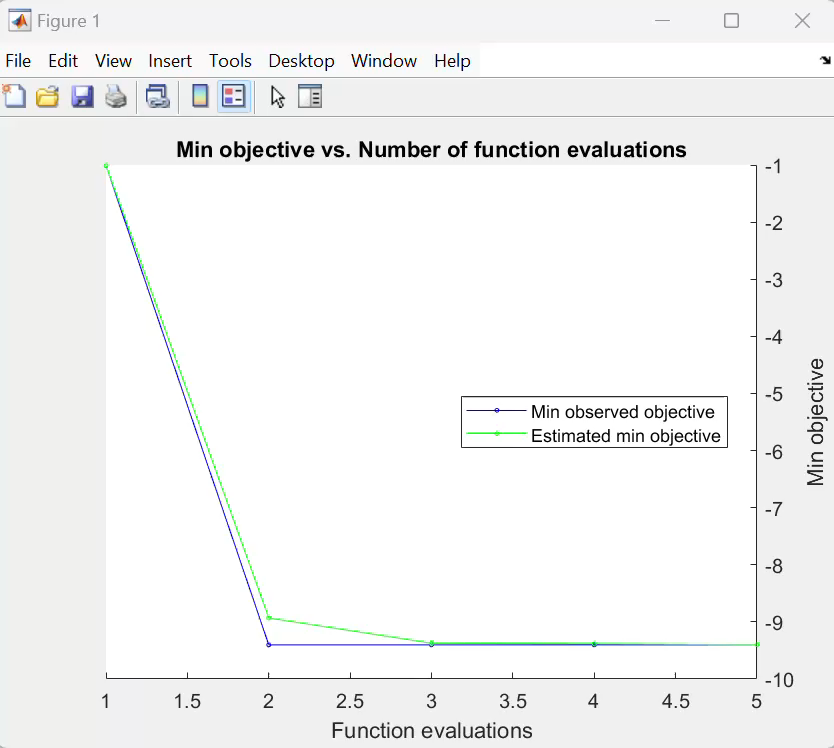 Figure 1
File Edit View Insert Tools Desktop Window Help
Min objective vs. Number of function evaluations
-1
-2
-3
-4
-5
-6
-7
-8
-9
-10
Min objective
Min observed objective
Estimated min objective
1 1.5 2 2.5 3 3.5 4 4.5 5
Function evaluations